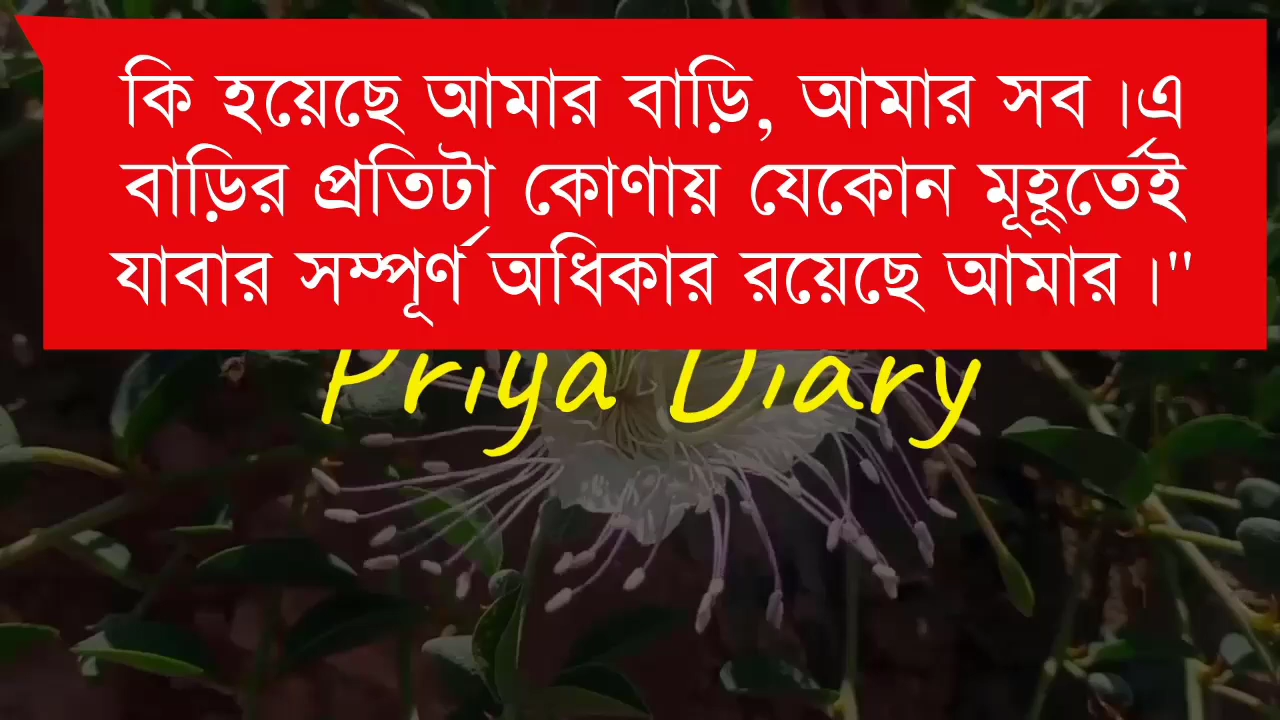 কি হয়েছে আমার বাড়ি, আমার সব ।এ
বাড়ির প্রতিটা কোণায় যেকোন মূহূর্তেই
যাবার সম্পূর্ণ অধিকার রয়েছে আমার ।"
Priya Diary